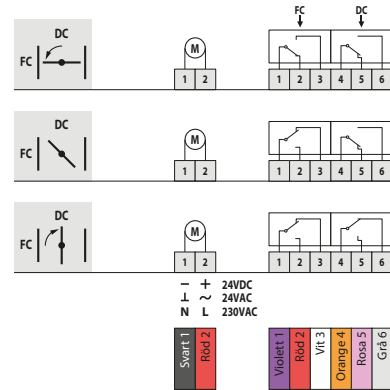 FC DC
DC
FC
M
1 2 1 2 3 4 5 6
DC
FC
M
1 2 1 2 3 4 5 6
DC
FC
M
1 2 1 2 3 4 5 6
− + 24VDC
⊥ ~ 24VAC
N L 230VAC
Svart 1
Röd 2
Violett 1
Röd 2
Vit 3
Orange 4
Rosa 5
Grå 6